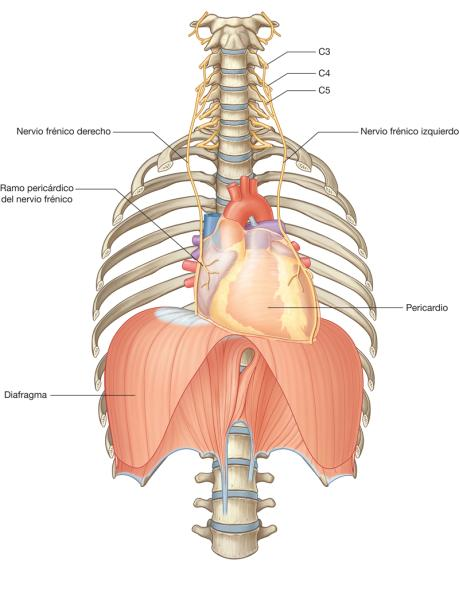 C3
C4
C5
Nervio frénico derecho
Nervio frénico izquierdo
Ramo pericárdico
del nervio frénico
Pericardio
Diafragma